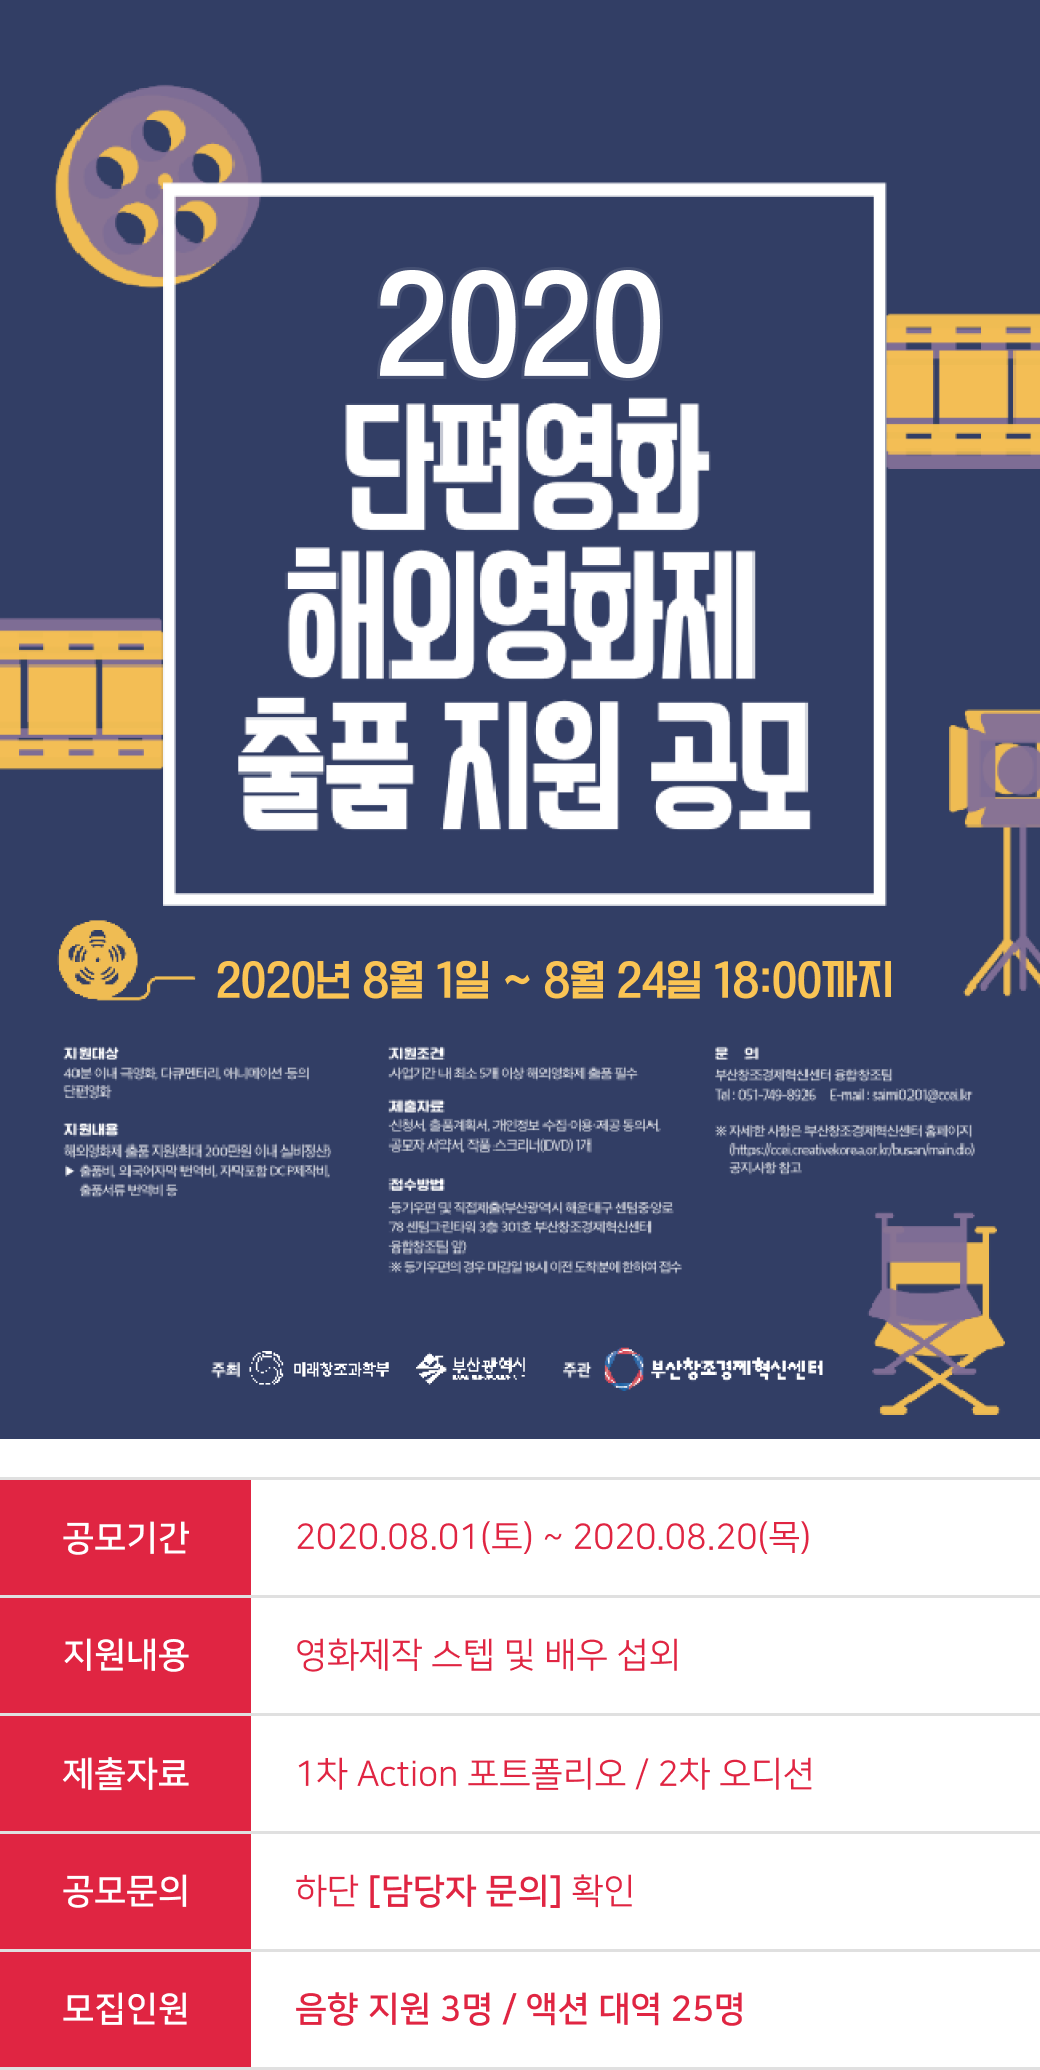 2020
단편영화
해외영화제
출품 지원 공모
2020년 8월 1일 ~ 8월 24일 18:00까지
지원대상
40분 이내 극영화, 다큐멘터리, 애니메이션 등의
단편영화
지원내용
해외영화제 출품 지원(최대 200만원 이내 실비정산)
▶ 출품비, 외국어자막 번역비, 자막포함 DCP제작비,
출품서류 번역비 등
지원조건
사업기간 내 최소 5개 이상 해외영화제 출품 필수
제출자료
신청서, 출품계획서, 개인정보 수집·이용·제공 동의서,
공모자 서약서, 작품 스크리너(DVD) 1개
접수방법
등기우편 및 직접제출(부산광역시 해운대구 센텀중앙로
78 센텀그린타워 3층 301호 부산창조경제혁신센터
융합창조팀 앞)
※ 등기우편의 경우 마감일 18시 이전 도착분에 한하여 접수
문 의
부산창조경제혁신센터 융합창조팀
Tel : 051-749-8926 E-mail : saimi0201@ccei.kr
※ 자세한 사항은 부산창조경제혁신센터 홈페이지
(https://ccei.creativekorea.or.kr/busan/main.do)
공지사항 참고
주최 미래창조과학부 부산광역시 주관 부산창조경제혁신센터
공모기간 2020.08.01(토) ~ 2020.08.20(목)
지원내용 영화제작 스텝 및 배우 섭외
제출자료 1차 Action 포트폴리오 / 2차 오디션
공모문의 하단 [담당자 문의] 확인
모집인원 음향 지원 3명 / 액션 대역 25명